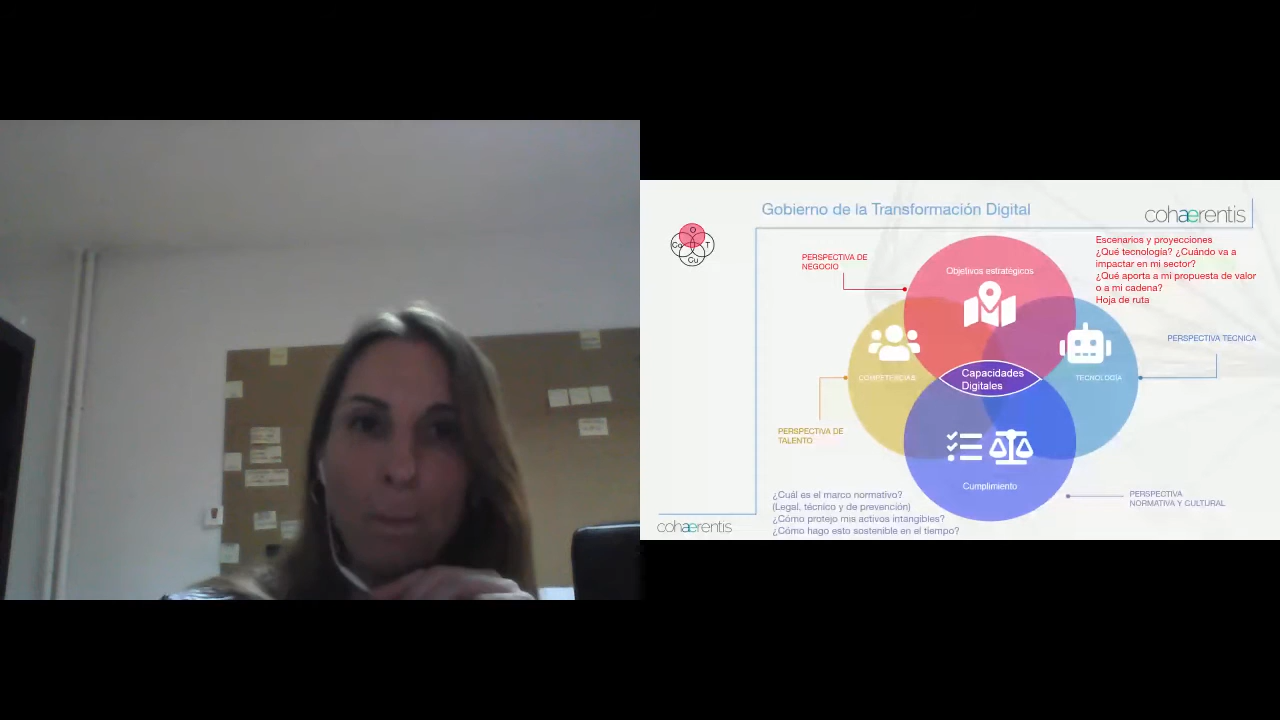 Gobierno de la Transformación Digital
cohaerentis
O
Co
T
Cu
PERSPECTIVA DE
NEGOCIO
Objetivos estratégicos
Escenarios y proyecciones
¿Qué tecnología? ¿Cuándo va a
impactar en mi sector?
¿Qué aporta a mi propuesta de valor
o a mi cadena?
Hoja de ruta
PERSPECTIVA TECNICA
COMPETENCIAS
Capacidades
Digitales
TECNOLOGÍA
PERSPECTIVA DE
TALENTO
Cumplimiento
PERSPECTIVA
NORMATIVA Y CULTURAL
¿Cuál es el marco normativo?
(Legal, técnico y de prevención)
¿Cómo protejo mis activos intangibles?
¿Cómo hago esto sostenible en el tiempo?
cohaerentis